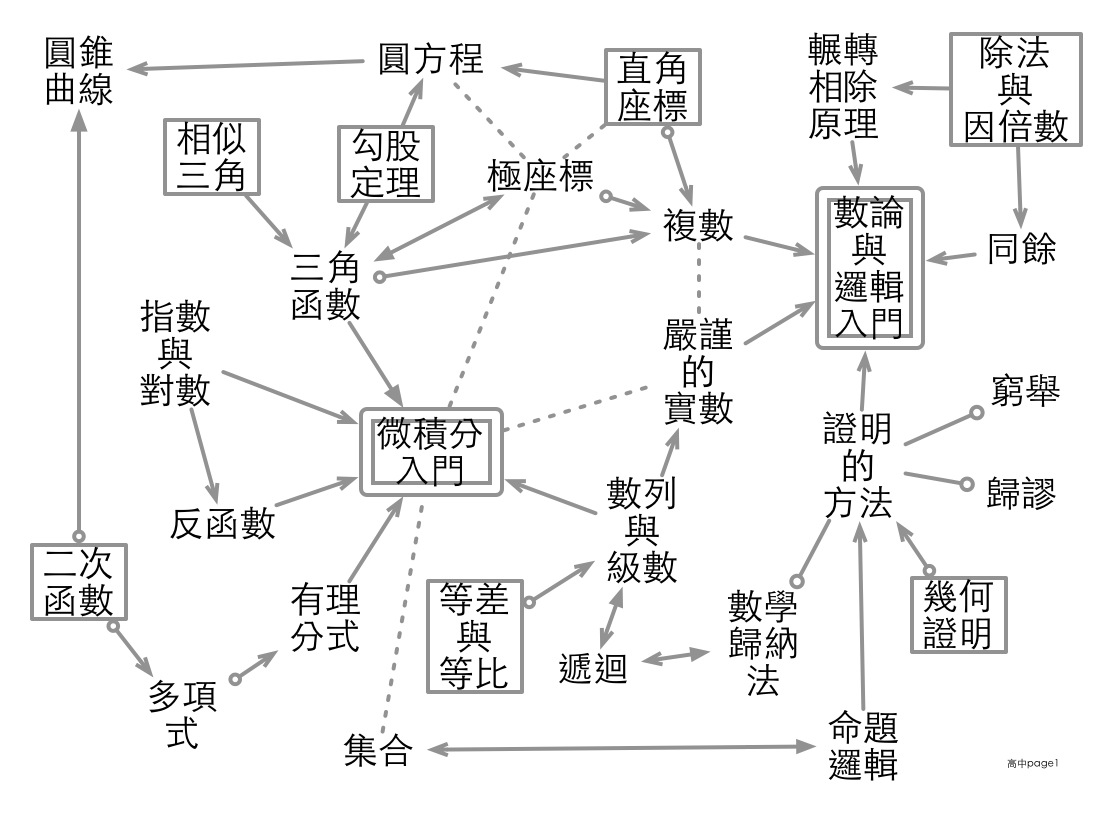 圓錐
曲線
圓方程
直角
座標
輾轉
相除
原理
除法
與
因倍數
相似
三角
勾股
定理
極座標
複數
數論
與
邏輯
入門
同餘
三角
函數
指數
與
對數
嚴謹
的
實數
微積分
入門
窮舉
證明
的
方法
歸謬
反函數
數列
與
級數
二次
函數
有理
分式
等差
與
等比
遞迴
數學
歸納
法
幾何
證明
多項
式
集合
命題
邏輯
高中page1